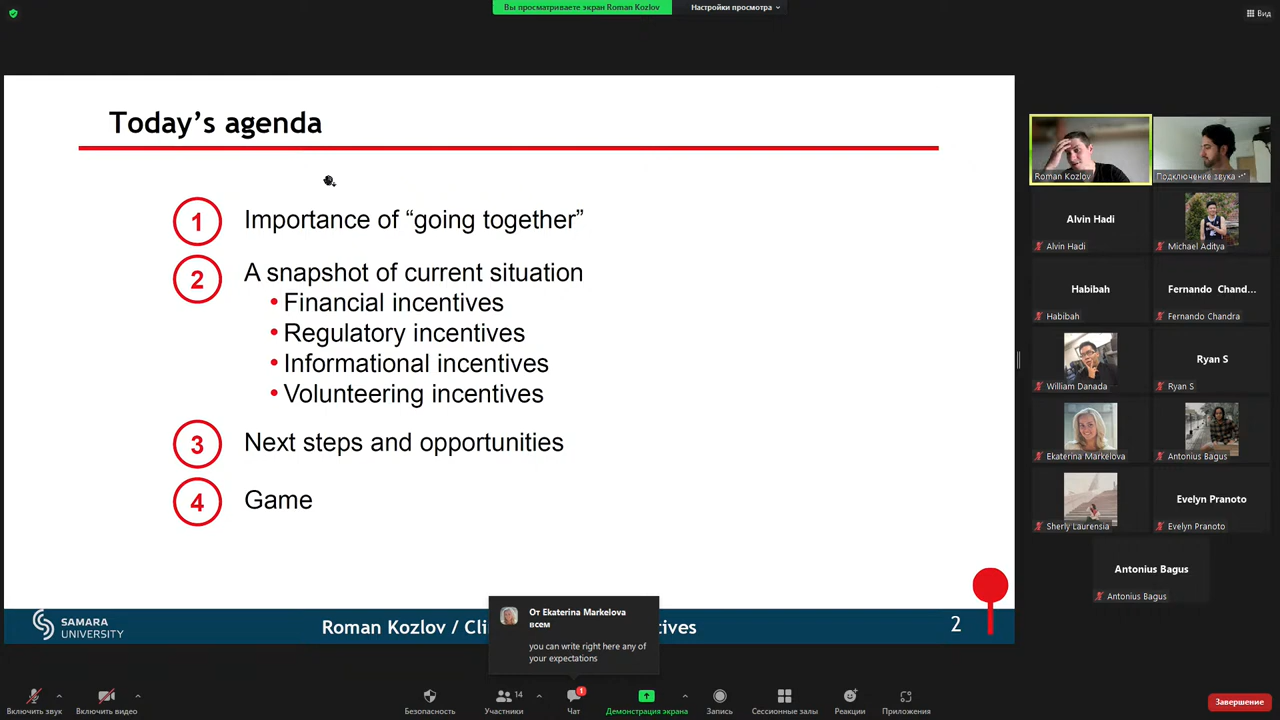 Вы просматриваете экран Roman Kozlov
Настройки просмотра
Вид
Today's agenda
1 Importance of “going together”
2 A snapshot of current situation
• Financial incentives
• Regulatory incentives
• Informational incentives
• Volunteering incentives
3 Next steps and opportunities
4 Game
SAMARA
UNIVERSITY
Roman Kozlov / Cli
tives
2
От Ekaterina Markelova
всем
you can write right here any of
your expectations
Roman Kozlov
Подключение звука
Alvin Hadi
Alvin Hadi
Michael Aditya
Habibah
Habibah
Fernando Chand...
Fernando Chandra
William Danada
Ryan S
Ryan S
Ekaterina Markelova
Antonius Bagus
Sherly Laurensia
Evelyn Pranoto
Evelyn Pranoto
Antonius Bagus
Antonius Bagus
Включить звук
Включить видео
Безопасность
14
Участники
1
Чат
Демонстрация экрана
Запись
Сессионные залы
Реакции
Приложения
Завершение